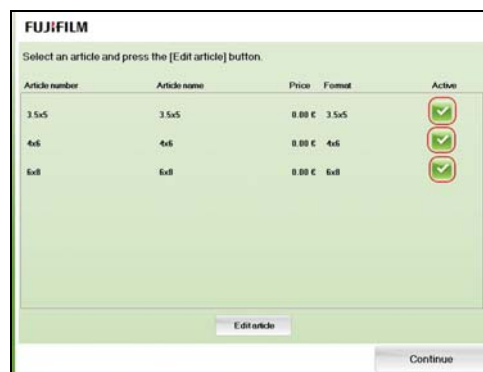 FUJIFILM
Select an article and press the [Edit article] button.
Article number Article name Price Format Active
3.5x5 3.5x5 0.00 € 3.5x5
4x6 4x6 0.00 € 4x6
6x8 6x8 0.00 € 6x8
Edit article
Continue